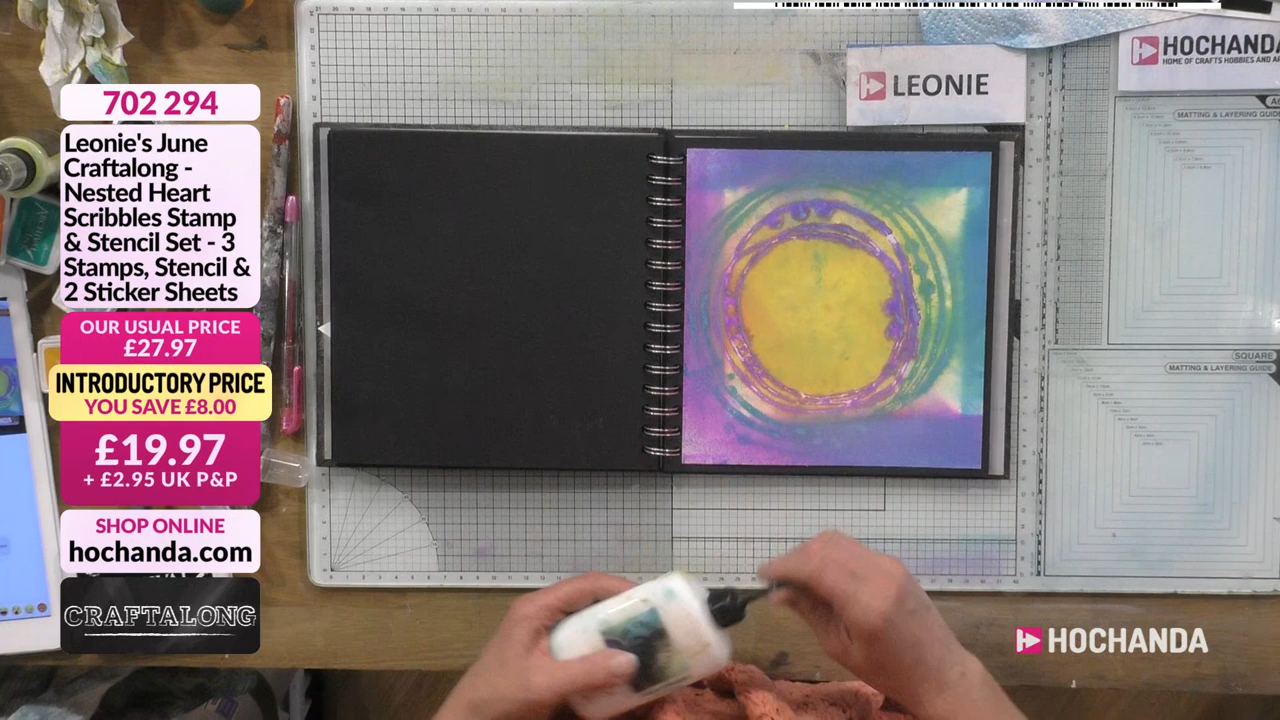 702 294
Leonie's June
Craftalong -
Nested Heart
Scribbles Stamp
& Stencil Set - 3
Stamps, Stencil &
2 Sticker Sheets
OUR USUAL PRICE
£27.97
INTRODUCTORY PRICE
YOU SAVE £8.00
£19.97
+ £2.95 UK P&P
SHOP ONLINE
hochanda.com
CRAFTALONG
LEONIE
HOCHANDA
HOME OF CRAFTS HOBBIES AND AR
MATTING & LAYERING GUIDE
SQUARE
MATTING & LAYERING GUIDE
HOCHANDA